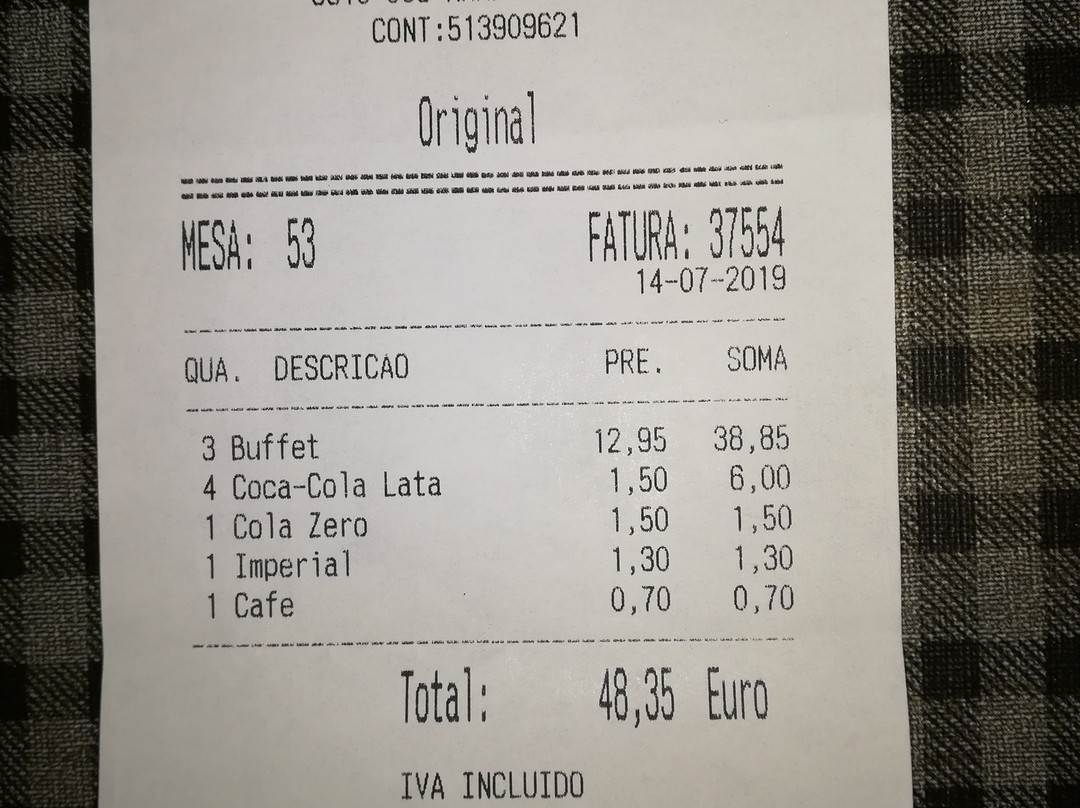 CONT:513909621
Original
MESA: 53 FATURA: 37554
14-07-2019
QUA. DESCRICAO PRE. SOMA
3 Buffet 12,95 38,85
4 Coca-Cola Lata 1,50 6,00
1 Cola Zero 1,50 1,50
1 Imperial 1,30 1,30
1 Cafe 0,70 0,70
Total: 48,35 Euro
IVA INCLUIDO